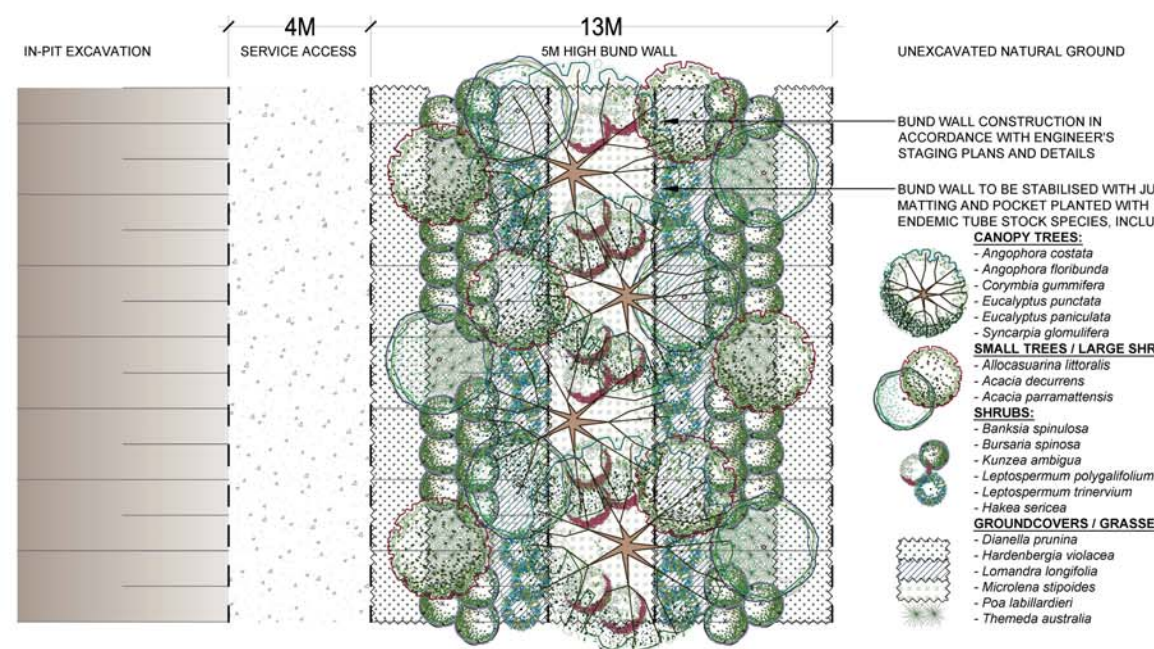 4M
13M
IN-PIT EXCAVATION
SERVICE ACCESS
5M HIGH BUND WALL
UNEXCAVATED NATURAL GROUND
BUND WALL CONSTRUCTION IN
ACCORDANCE WITH ENGINEER'S
STAGING PLANS AND DETAILS
BUND WALL TO BE STABILISED WITH JU
MATTING AND POCKET PLANTED WITH
ENDEMIC TUBE STOCK SPECIES, INCLU
CANOPY TREES:
- Angophora costata
- Angophora floribunda
- Corymbia gummifera
- Eucalyptus punctata
- Eucalyptus paniculata
- Syncarpia glomulifera
SMALL TREES / LARGE SHR
- Allocasuarina littoralis
- Acacia decurrens
- Acacia parramattensis
SHRUBS:
- Banksia spinulosa
- Bursaria spinosa
- Kunzea ambigua
- Leptospermum polygalifolium
- Leptospermum trinervium
- Hakea sericea
GROUNDCOVERS / GRASSE
- Dianella prunina
- Hardenbergia violacea
- Lomandra longifolia
- Microlena stipoides
- Poa labillardieri
- Themeda australia